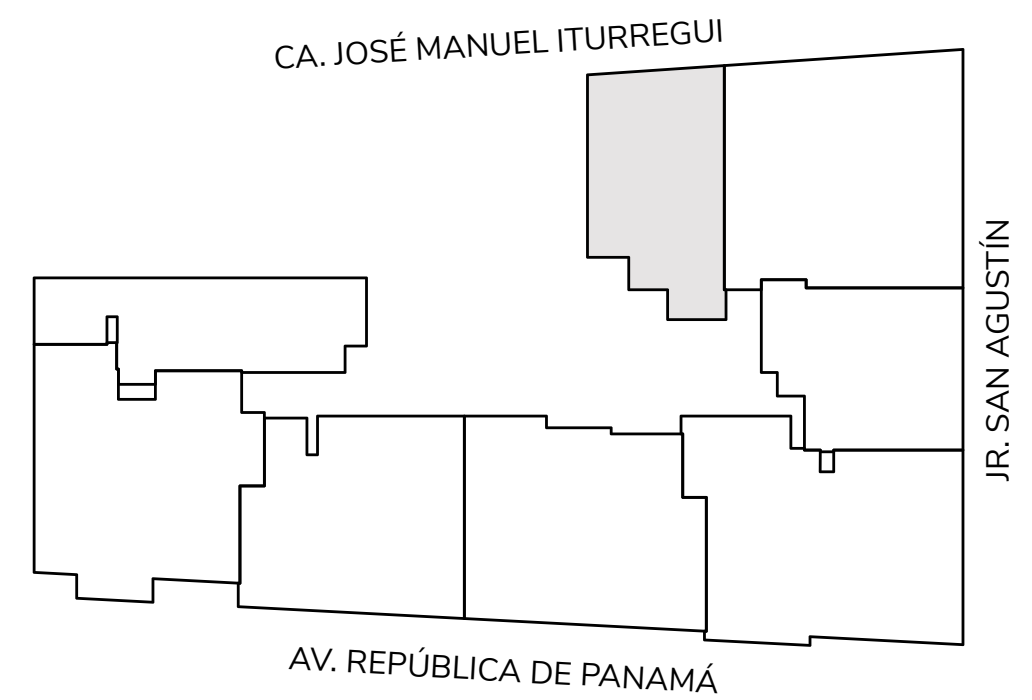 CA. JOSÉ MANUEL ITURREGUI
JR. SAN AGUSTÍN
AV. REPÚBLICA DE PANAMÁ